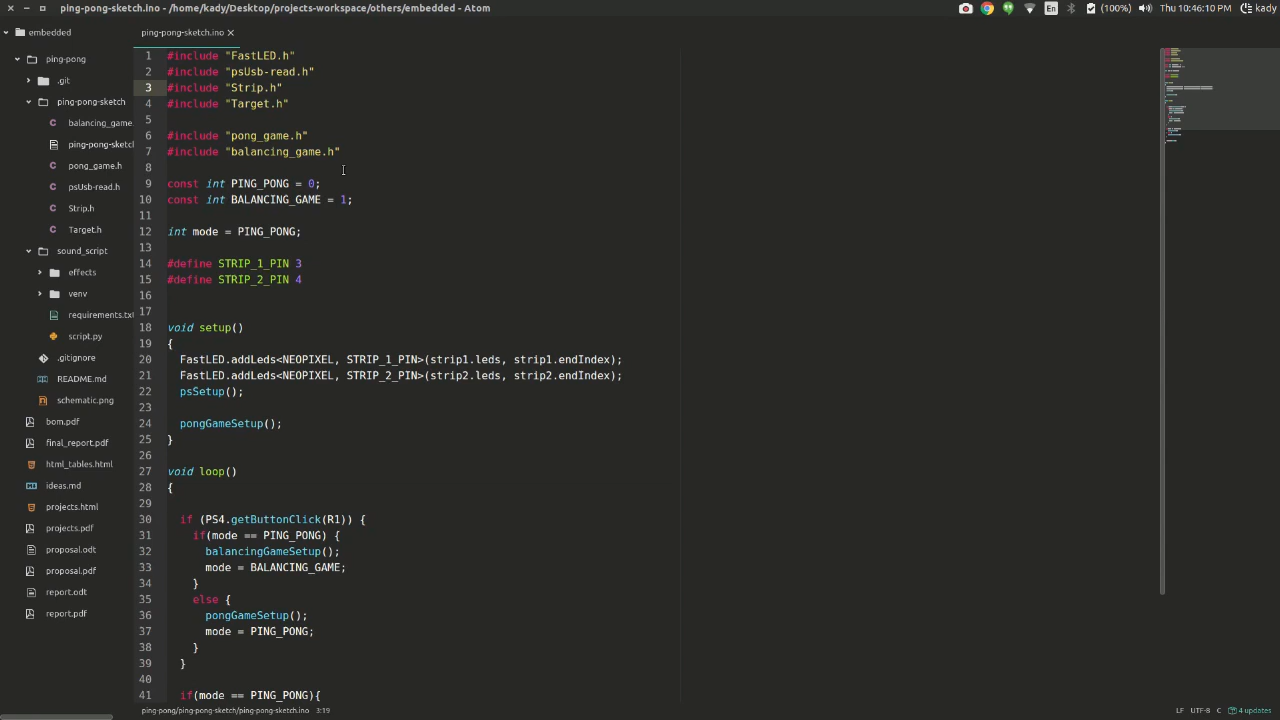 ping-pong-sketch.ino - /home/kady/Desktop/projects-workspace/others/embedded - Atom
En (100%) Thu 10:46:10 PM kady
embedded
ping-pong
.git
ping-pong-sketch
balancing_game.
ping-pong-sketch
pong_game.h
psUsb-read.h
Strip.h
Target.h
sound_script
effects
venv
requirements.txt
script.py
.gitignore
README.md
schematic.png
bom.pdf
final_report.pdf
html_tables.html
ideas.md
projects.html
projects.pdf
proposal.odt
proposal.pdf
report.odt
report.pdf
ping-pong-sketch.ino
1 #include "FastLED.h"
2 #include "psUsb-read.h"
3 #include "Strip.h"
4 #include "Target.h"
5
6 #include "pong_game.h"
7 #include "balancing_game.h"
8
9 const int PING_PONG = 0;
10 const int BALANCING_GAME = 1;
11
12 int mode = PING_PONG;
13
14 #define STRIP_1_PIN 3
15 #define STRIP_2_PIN 4
16
17
18 void setup()
19 {
20 FastLED.addLeds<NEOPIXEL, STRIP_1_PIN>(strip1.leds, strip1.endIndex);
21 FastLED.addLeds<NEOPIXEL, STRIP_2_PIN>(strip2.leds, strip2.endIndex);
22 psSetup();
23
24 pongGameSetup();
25 }
26
27 void loop()
28 {
29
30 if (PS4.getButtonClick(R1)) {
31 if(mode == PING_PONG) {
32 balancingGameSetup();
33 mode = BALANCING_GAME;
34 }
35 else {
36 pongGameSetup();
37 mode = PING_PONG;
38 }
39 }
40
41 if(mode == PING_PONG){
ping-pong/ping-pong-sketch/ping-pong-sketch.ino 3:19
LF UTF-8 C 4 updates